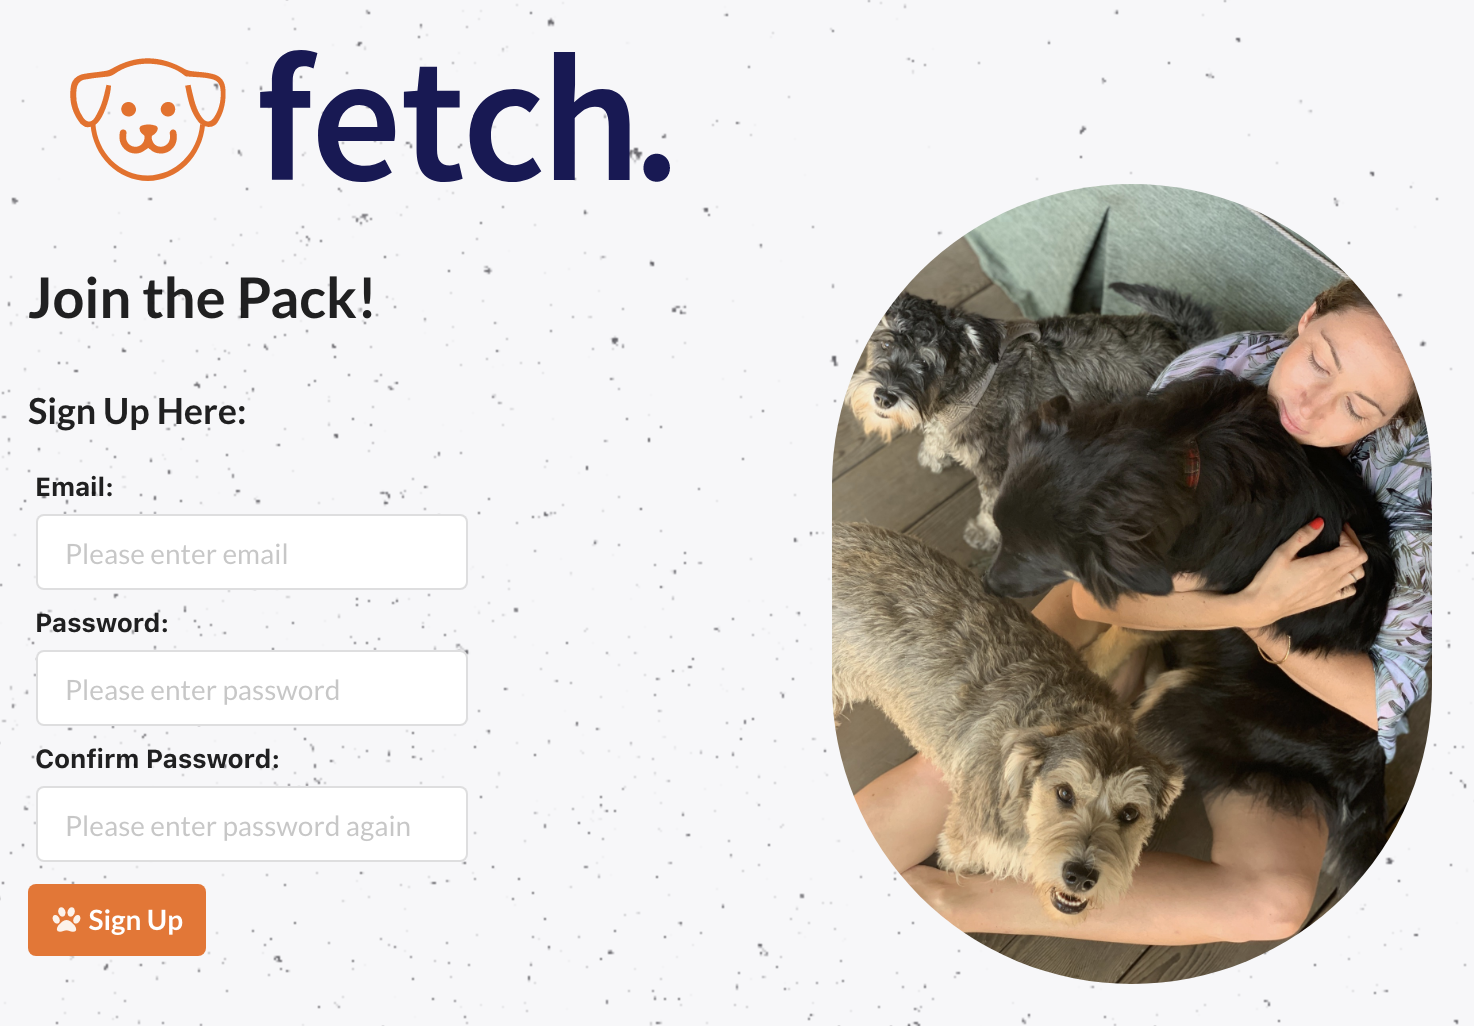 fetch.
Join the Pack!
Sign Up Here:
Email:
Please enter email
Password:
Please enter password
Confirm Password:
Please enter password again
Sign Up